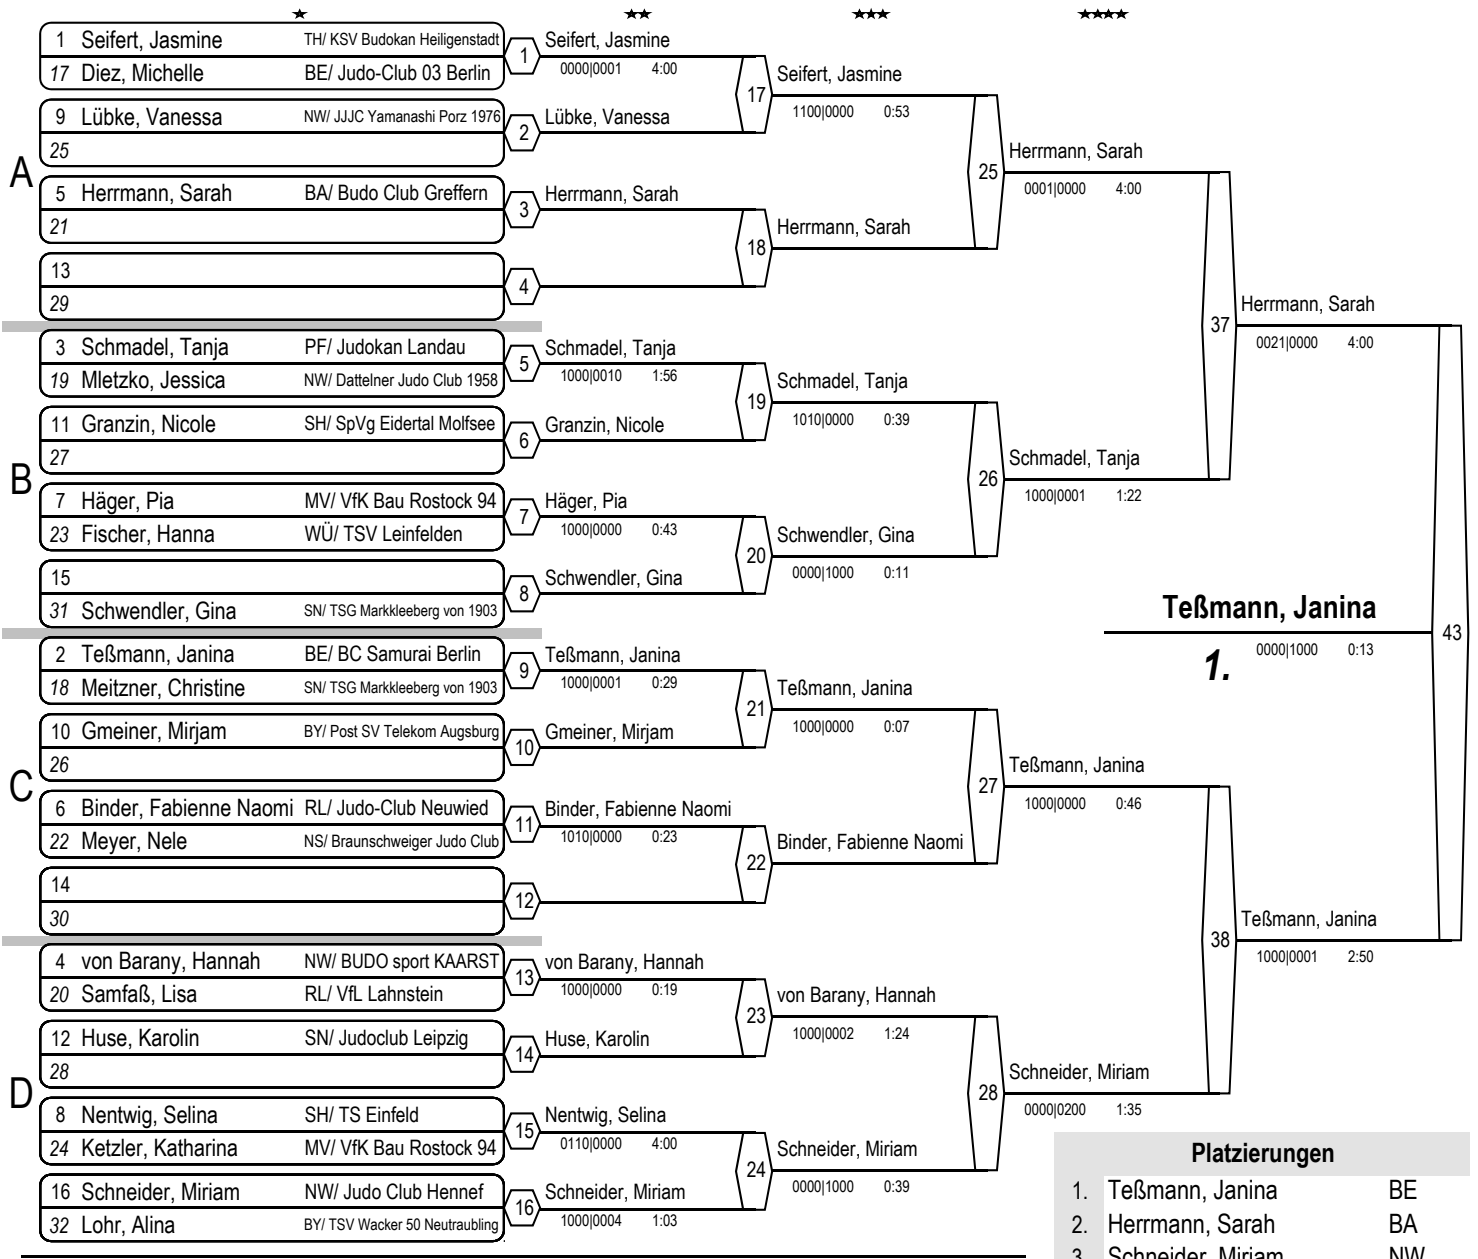 ★ ★★ ★★★ ★★★★
A
1 Seifert, Jasmine TH/ KSV Budokan Heiligenstadt
17 Diez, Michelle BE/ Judo-Club 03 Berlin
9 Lübke, Vanessa NW/ JJJC Yamanashi Porz 1976
25
5 Herrmann, Sarah BA/ Budo Club Greffern
21
13
29
B
3 Schmadel, Tanja PF/ Judokan Landau
19 Mletzko, Jessica NW/ Dattelner Judo Club 1958
11 Granzin, Nicole SH/ SpVg Eidertal Molfsee
27
7 Häger, Pia MV/ VfK Bau Rostock 94
23 Fischer, Hanna WÜ/ TSV Leinfelden
15
31 Schwendler, Gina SN/ TSG Markkleeberg von 1903
C
2 Teßmann, Janina BE/ BC Samurai Berlin
18 Meitzner, Christine SN/ TSG Markkleeberg von 1903
10 Gmeiner, Mirjam BY/ Post SV Telekom Augsburg
26
6 Binder, Fabienne Naomi RL/ Judo-Club Neuwied
22 Meyer, Nele NS/ Braunschweiger Judo Club
14
30
D
4 von Barany, Hannah NW/ BUDO sport KAARST
20 Samfaß, Lisa RL/ VfL Lahnstein
12 Huse, Karolin SN/ Judoclub Leipzig
28
8 Nentwig, Selina SH/ TS Einfeld
24 Ketzler, Katharina MV/ VfK Bau Rostock 94
16 Schneider, Miriam NW/ Judo Club Hennef
32 Lohr, Alina BY/ TSV Wacker 50 Neutraubling
1 Seifert, Jasmine
0000|0001 4:00
2 Lübke, Vanessa
3 Herrmann, Sarah
4
5 Schmadel, Tanja
1000|0010 1:56
6 Granzin, Nicole
7 Häger, Pia
1000|0000 0:43
8 Schwendler, Gina
9 Teßmann, Janina
1000|0001 0:29
10 Gmeiner, Mirjam
11 Binder, Fabienne Naomi
1010|0000 0:23
12
13 von Barany, Hannah
1000|0000 0:19
14 Huse, Karolin
15 Nentwig, Selina
0110|0000 4:00
16 Schneider, Miriam
1000|0004 1:03
17 Seifert, Jasmine
1100|0000 0:53
18 Herrmann, Sarah
19 Schmadel, Tanja
1010|0000 0:39
20 Schwendler, Gina
0000|1000 0:11
21 Teßmann, Janina
1000|0000 0:07
22 Binder, Fabienne Naomi
23 von Barany, Hannah
1000|0002 1:24
24 Schneider, Miriam
0000|1000 0:39
25 Herrmann, Sarah
0001|0000 4:00
26 Schmadel, Tanja
1000|0001 1:22
27 Teßmann, Janina
1000|0000 0:46
28 Schneider, Miriam
0000|0200 1:35
37 Herrmann, Sarah
0021|0000 4:00
38 Teßmann, Janina
1000|0001 2:50
Teßmann, Janina 43
1. 0000|1000 0:13
Platzierungen
1. Teßmann, Janina BE
2. Herrmann, Sarah BA
3. Schneider, Miriam NW